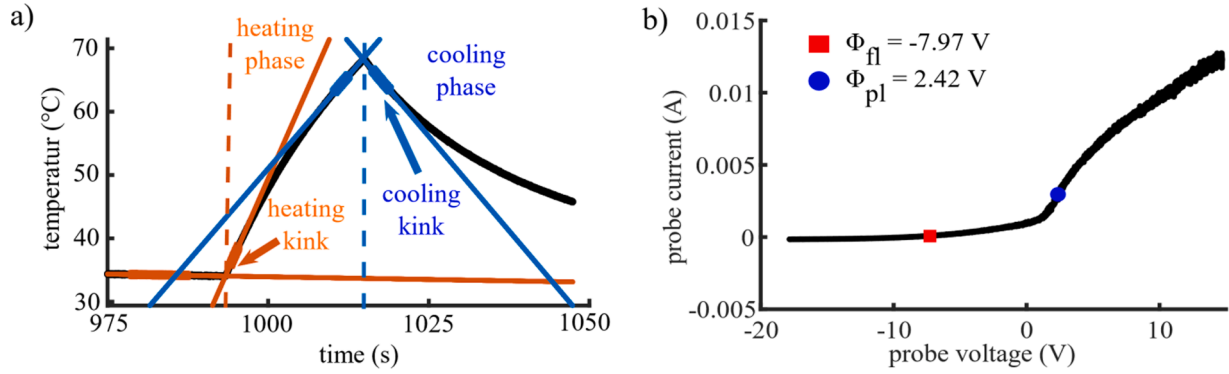 a)
heating
phase
cooling
phase
heating
kink
cooling
kink
temperatur (°C)
70
60
50
40
30
975
1000
1025
1050
time (s)
b)
Φfl = -7.97 V
Φpl = 2.42 V
probe current (A)
0.015
0.01
0.005
0
-0.005
-20
-10
0
10
probe voltage (V)